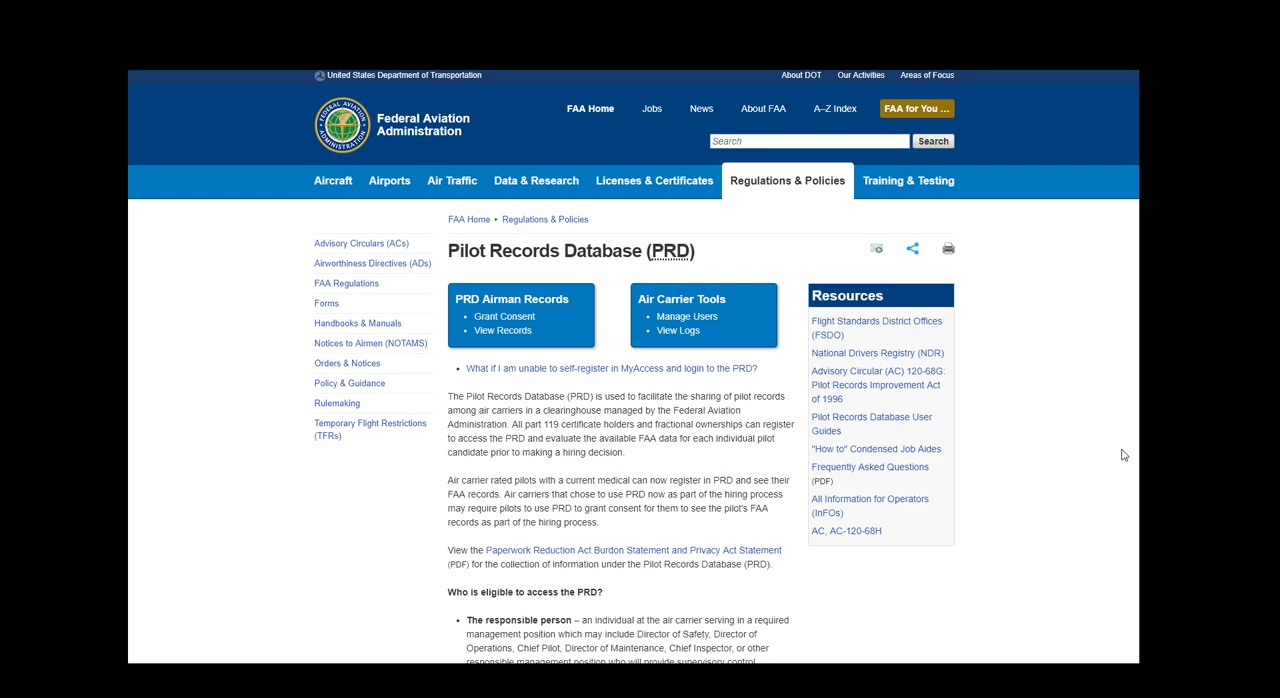 United States Department of Transportation
About DOT Our Activities Areas of Focus
Federal Aviation
Administration
FAA Home Jobs News About FAA A–Z Index FAA for You ...
Search Search
Aircraft Airports Air Traffic Data & Research Licenses & Certificates Regulations & Policies Training & Testing
FAA Home ▸ Regulations & Policies
Advisory Circulars (ACs)
Airworthiness Directives (ADs)
FAA Regulations
Forms
Handbooks & Manuals
Notices to Airmen (NOTAMS)
Orders & Notices
Policy & Guidance
Rulemaking
Temporary Flight Restrictions
(TFRs)
Pilot Records Database (PRD)
PRD Airman Records
• Grant Consent
• View Records
Air Carrier Tools
• Manage Users
• View Logs
• What if I am unable to self-register in MyAccess and login to the PRD?
The Pilot Records Database (PRD) is used to facilitate the sharing of pilot records
among air carriers in a clearinghouse managed by the Federal Aviation
Administration. All part 119 certificate holders and fractional ownerships can register
to access the PRD and evaluate the available FAA data for each individual pilot
candidate prior to making a hiring decision.
Air carrier rated pilots with a current medical can now register in PRD and see their
FAA records. Air carriers that chose to use PRD now as part of the hiring process
may require pilots to use PRD to grant consent for them to see the pilot's FAA
records as part of the hiring process.
View the Paperwork Reduction Act Burdon Statement and Privacy Act Statement
(PDF) for the collection of information under the Pilot Records Database (PRD).
Who is eligible to access the PRD?
• The responsible person – an individual at the air carrier serving in a required
management position which may include Director of Safety, Director of
Operations, Chief Pilot, Director of Maintenance, Chief Inspector, or other
responsible management position who will provide supervisory control
Resources
Flight Standards District Offices
(FSDO)
National Drivers Registry (NDR)
Advisory Circular (AC) 120-68G:
Pilot Records Improvement Act
of 1996
Pilot Records Database User
Guides
"How to" Condensed Job Aides
Frequently Asked Questions
(PDF)
All Information for Operators
(InFOs)
AC, AC-120-68H